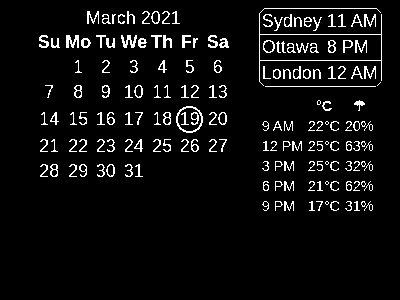 March 2021
Su Mo Tu We Th Fr Sa
1 2 3 4 5 6
7 8 9 10 11 12 13
14 15 16 17 18 19 20
21 22 23 24 25 26 27
28 29 30 31
Sydney 11 AM
Ottawa 8 PM
London 12 AM
°C ☂
9 AM 22°C 20%
12 PM 25°C 63%
3 PM 25°C 32%
6 PM 21°C 62%
9 PM 17°C 31%